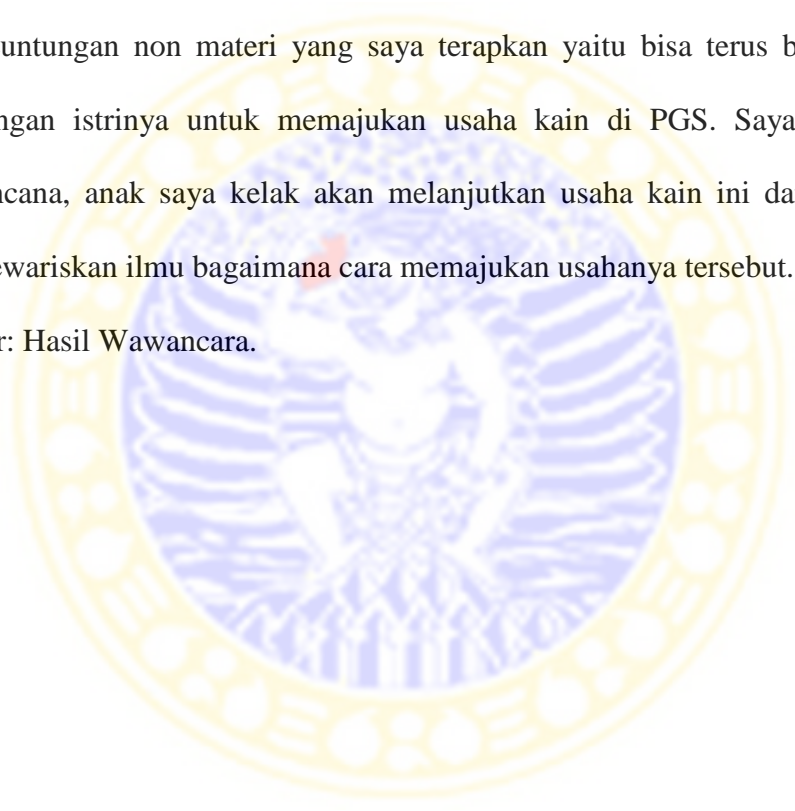 untungan non materi yang saya terapkan yaitu bisa terus b
ngan istrinya untuk memajukan usaha kain di PGS. Saya
ncana, anak saya kelak akan melanjutkan usaha kain ini da
ewariskan ilmu bagaimana cara memajukan usahanya tersebut.
r: Hasil Wawancara.